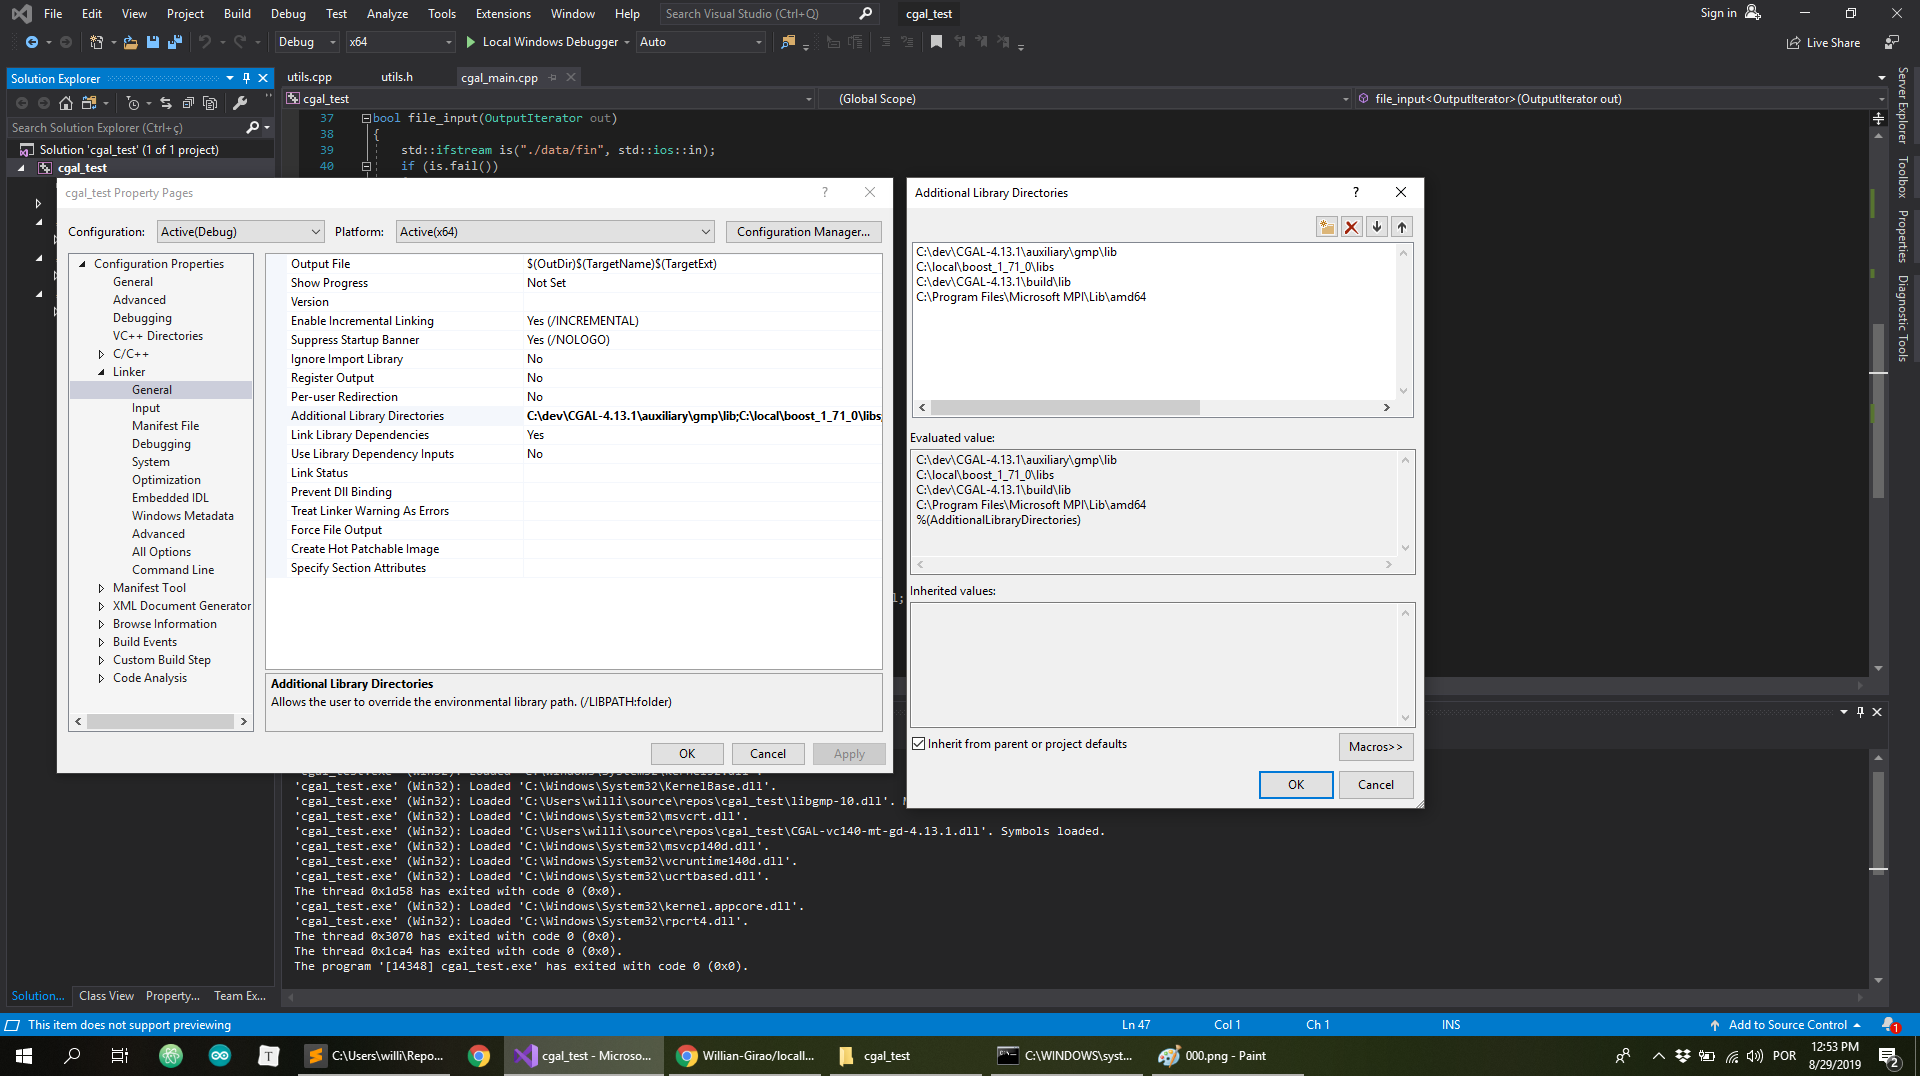 File Edit View Project Build Debug Test Analyze Tools Extensions Window Help Search Visual Studio (Ctrl+Q) cgal_test Sign in
Debug x64 Local Windows Debugger Auto Live Share
Solution Explorer
utils.cpp utils.h cgal_main.cpp
cgal_test (Global Scope) file_input<OutputIterator>(OutputIterator out)
Search Solution Explorer (Ctrl+ç)
Solution 'cgal_test' (1 of 1 project)
cgal_test
37 bool file_input(OutputIterator out)
38 {
39 std::ifstream is("./data/fin", std::ios::in);
40 if (is.fail())
Server Explorer
Toolbox
Properties
Diagnostic Tools
cgal_test Property Pages
Configuration: Active(Debug) Platform: Active(x64) Configuration Manager...
Configuration Properties
General
Advanced
Debugging
VC++ Directories
C/C++
Linker
General
Input
Manifest File
Debugging
System
Optimization
Embedded IDL
Windows Metadata
Advanced
All Options
Command Line
Manifest Tool
XML Document Generator
Browse Information
Build Events
Custom Build Step
Code Analysis
Output File $(OutDir)$(TargetName)$(TargetExt)
Show Progress Not Set
Version
Enable Incremental Linking Yes (/INCREMENTAL)
Suppress Startup Banner Yes (/NOLOGO)
Ignore Import Library No
Register Output No
Per-user Redirection No
Additional Library Directories C:\dev\CGAL-4.13.1\auxiliary\gmp\lib;C:\local\boost_1_71_0\libs;
Link Library Dependencies Yes
Use Library Dependency Inputs No
Link Status
Prevent Dll Binding
Treat Linker Warning As Errors
Force File Output
Create Hot Patchable Image
Specify Section Attributes
Additional Library Directories
Allows the user to override the environmental library path. (/LIBPATH:folder)
OK Cancel Apply
Additional Library Directories
C:\dev\CGAL-4.13.1\auxiliary\gmp\lib
C:\local\boost_1_71_0\libs
C:\dev\CGAL-4.13.1\build\lib
C:\Program Files\Microsoft MPI\Lib\amd64
Evaluated value:
C:\dev\CGAL-4.13.1\auxiliary\gmp\lib
C:\local\boost_1_71_0\libs
C:\dev\CGAL-4.13.1\build\lib
C:\Program Files\Microsoft MPI\Lib\amd64
%(AdditionalLibraryDirectories)
Inherited values:
Inherit from parent or project defaults
Macros>>
OK Cancel
'cgal_test.exe' (Win32): Loaded 'C:\Windows\System32\kernel32.dll'.
'cgal_test.exe' (Win32): Loaded 'C:\Windows\System32\KernelBase.dll'.
'cgal_test.exe' (Win32): Loaded 'C:\Users\willi\source\repos\cgal_test\libgmp-10.dll'.
'cgal_test.exe' (Win32): Loaded 'C:\Windows\System32\msvcrt.dll'.
'cgal_test.exe' (Win32): Loaded 'C:\Users\willi\source\repos\cgal_test\CGAL-vc140-mt-gd-4.13.1.dll'. Symbols loaded.
'cgal_test.exe' (Win32): Loaded 'C:\Windows\System32\msvcp140d.dll'.
'cgal_test.exe' (Win32): Loaded 'C:\Windows\System32\vcruntime140d.dll'.
'cgal_test.exe' (Win32): Loaded 'C:\Windows\System32\ucrtbased.dll'.
The thread 0x1d58 has exited with code 0 (0x0).
'cgal_test.exe' (Win32): Loaded 'C:\Windows\System32\kernel.appcore.dll'.
'cgal_test.exe' (Win32): Loaded 'C:\Windows\System32\rpcrt4.dll'.
The thread 0x3070 has exited with code 0 (0x0).
The thread 0x1ca4 has exited with code 0 (0x0).
The program '[14348] cgal_test.exe' has exited with code 0 (0x0).
Solution... Class View Property... Team Ex...
This item does not support previewing Ln 47 Col 1 Ch 1 INS Add to Source Control 1
C:\Users\willi\Repo... cgal_test - Microso... Willian-Girao/locall... cgal_test C:\WINDOWS\syst... 000.png - Paint POR 12:53 PM
8/29/2019 2